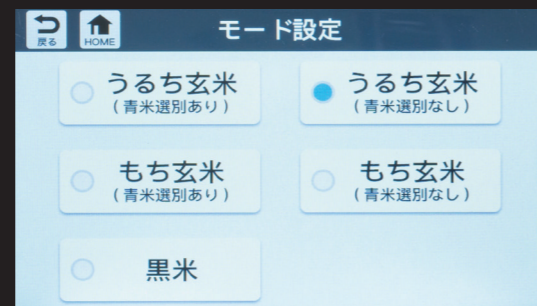 戻る
HOME
モード設定
うるち玄米
(青米選別あり)
うるち玄米
(青米選別なし)
もち玄米
(青米選別あり)
もち玄米
(青米選別なし)
黒米